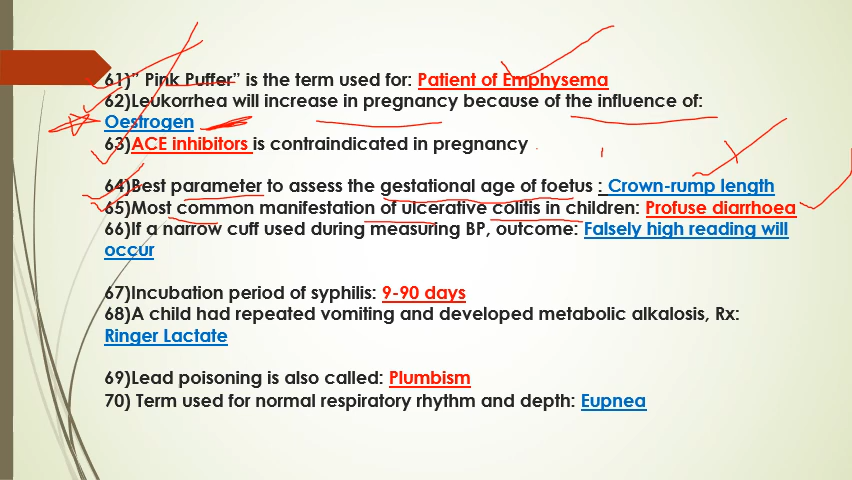 61)” Pink Puffer” is the term used for: Patient of Emphysema
62)Leukorrhea will increase in pregnancy because of the influence of:
Oestrogen
63)ACE inhibitors is contraindicated in pregnancy
64)Best parameter to assess the gestational age of foetus : Crown-rump length
65)Most common manifestation of ulcerative colitis in children: Profuse diarrhoea
66)If a narrow cuff used during measuring BP, outcome: Falsely high reading will
occur
67)Incubation period of syphilis: 9-90 days
68)A child had repeated vomiting and developed metabolic alkalosis, Rx:
Ringer Lactate
69)Lead poisoning is also called: Plumbism
70) Term used for normal respiratory rhythm and depth: Eupnea